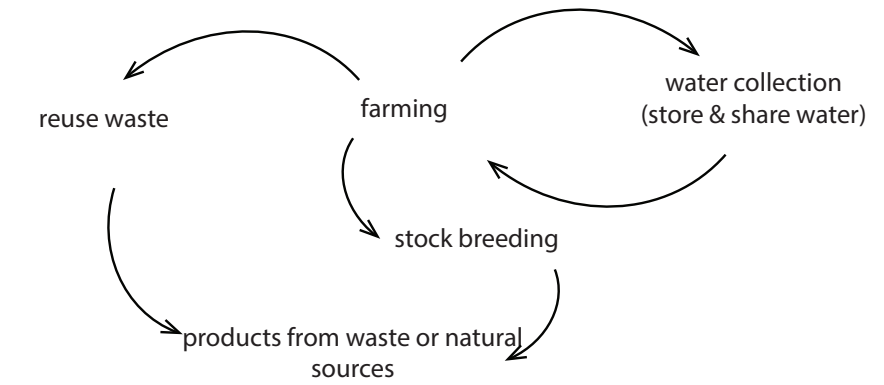 water collection
(store & share water)
farming
reuse waste
stock breeding
products from waste or natural
sources